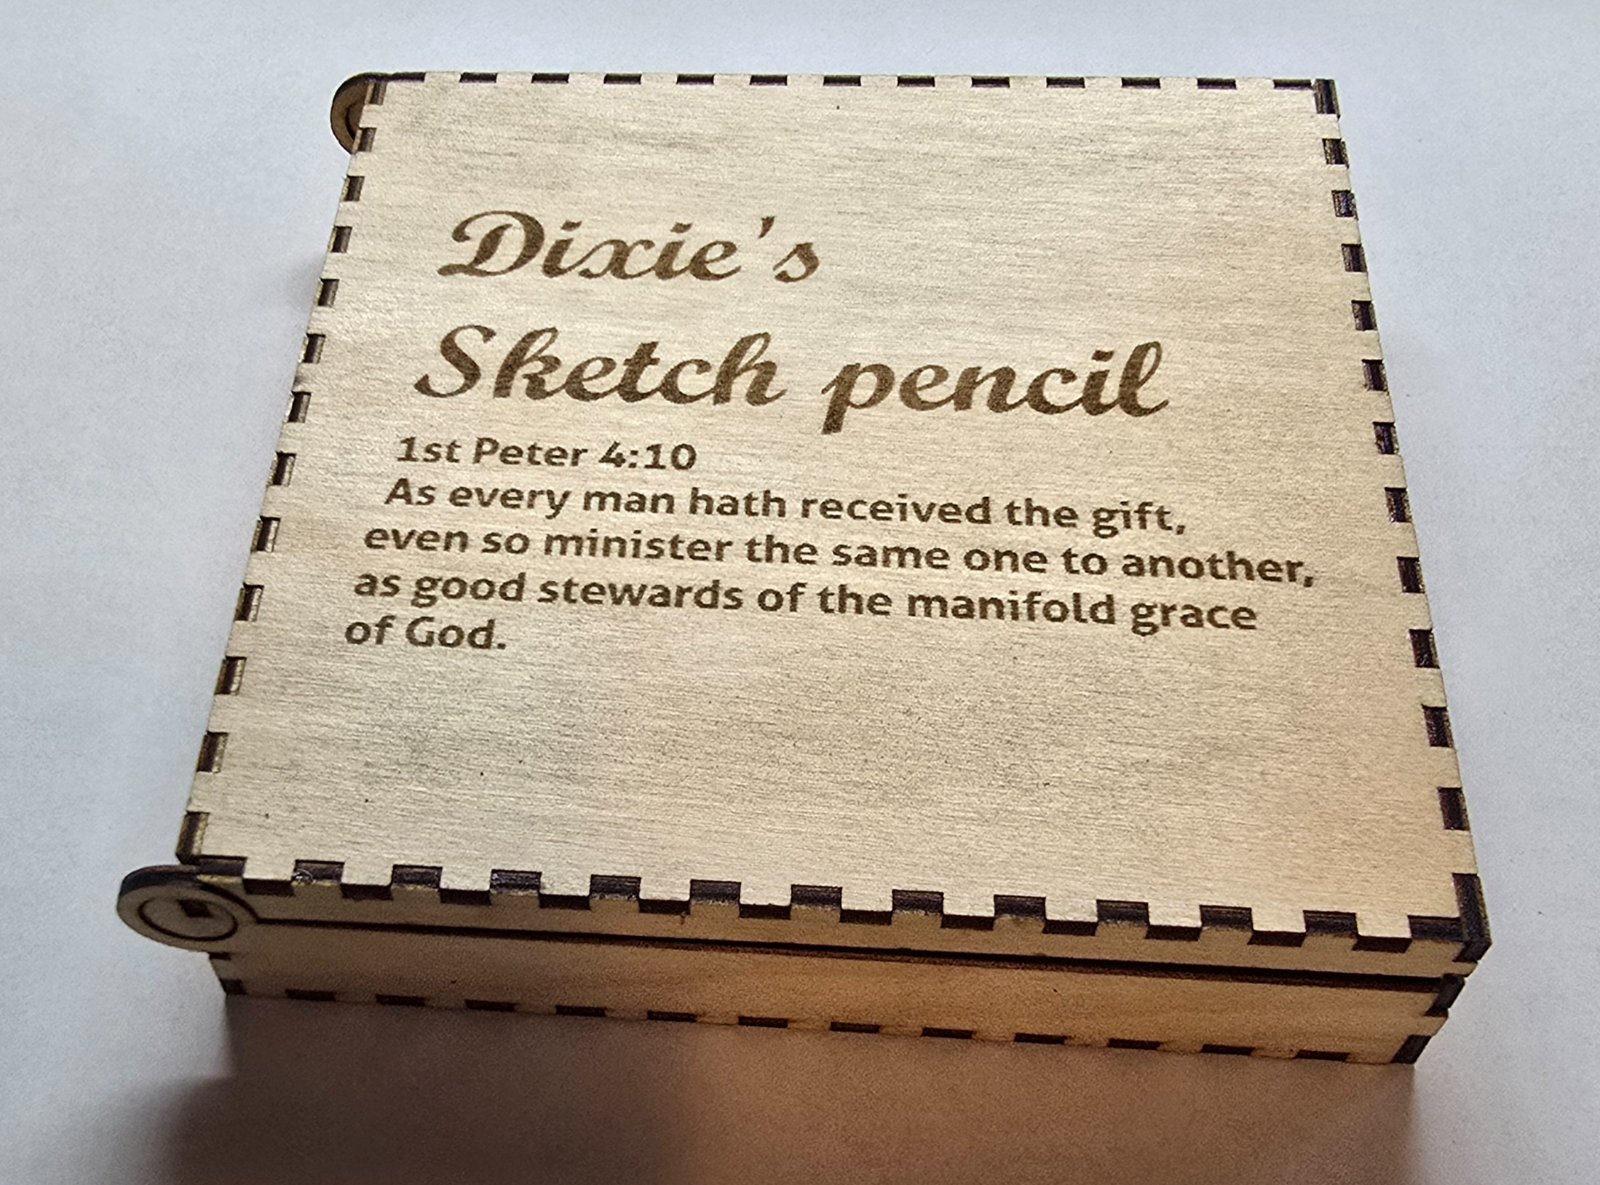 Dixie's
Sketch pencil
1st Peter 4:10
As every man hath received the gift,
even so minister the same one to another,
as good stewards of the manifold grace
of God.